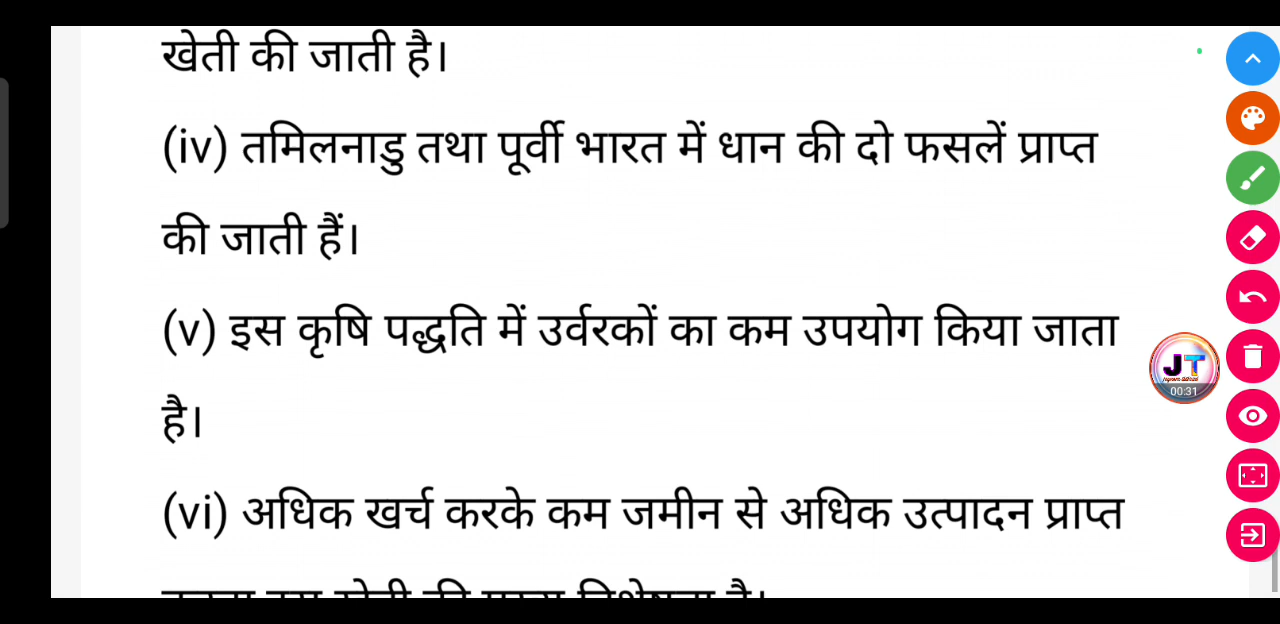 खेती की जाती है।
(iv) तमिलनाडु तथा पूर्वी भारत में धान की दो फसलें प्राप्त
की जाती हैं।
(v) इस कृषि पद्धति में उर्वरकों का कम उपयोग किया जाता
है।
JT
00:31
(vi) अधिक खर्च करके कम जमीन से अधिक उत्पादन प्राप्त